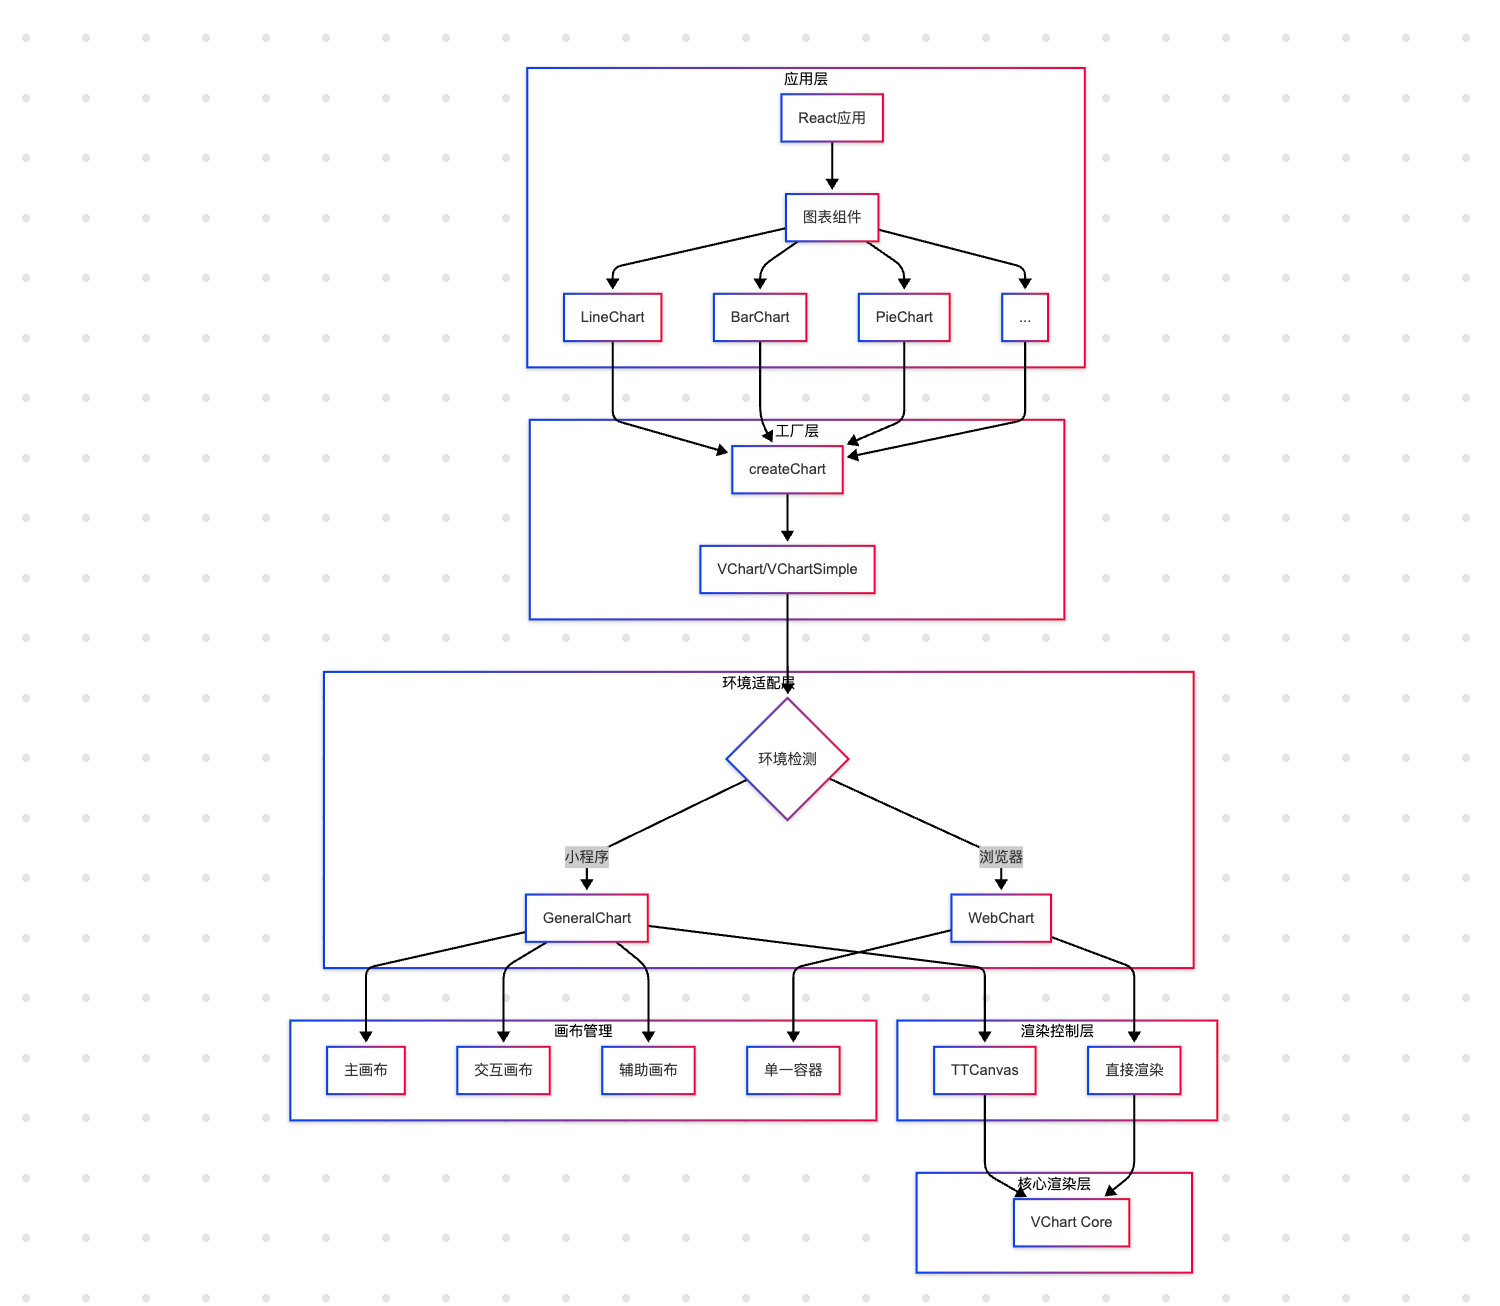 应用层
React应用
图表组件
LineChart
BarChart
PieChart
...
工厂层
createChart
VChart/VChartSimple
环境适配层
环境检测
小程序
浏览器
GeneralChart
WebChart
画布管理
主画布
交互画布
辅助画布
单一容器
渲染控制层
TTCanvas
直接渲染
核心渲染层
VChart Core